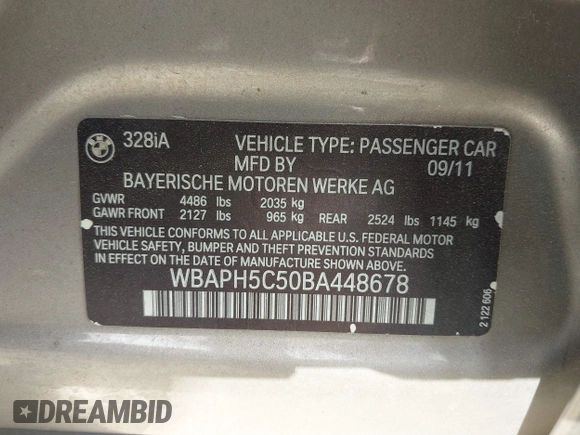 BMW 328iA VEHICLE TYPE: PASSENGER CAR
MFD BY 09/11
BAYERISCHE MOTOREN WERKE AG
GVWR 4486 lbs 2035 kg
GAWR FRONT 2127 lbs 965 kg REAR 2524 lbs 1145 kg
THIS VEHICLE CONFORMS TO ALL APPLICABLE U.S. FEDERAL MOTOR
VEHICLE SAFETY, BUMPER AND THEFT PREVENTION STANDARDS
IN EFFECT ON THE DATE OF MANUFACTURE SHOWN ABOVE.
WBAPH5C50BA448678
2 122 606
DREAMBID